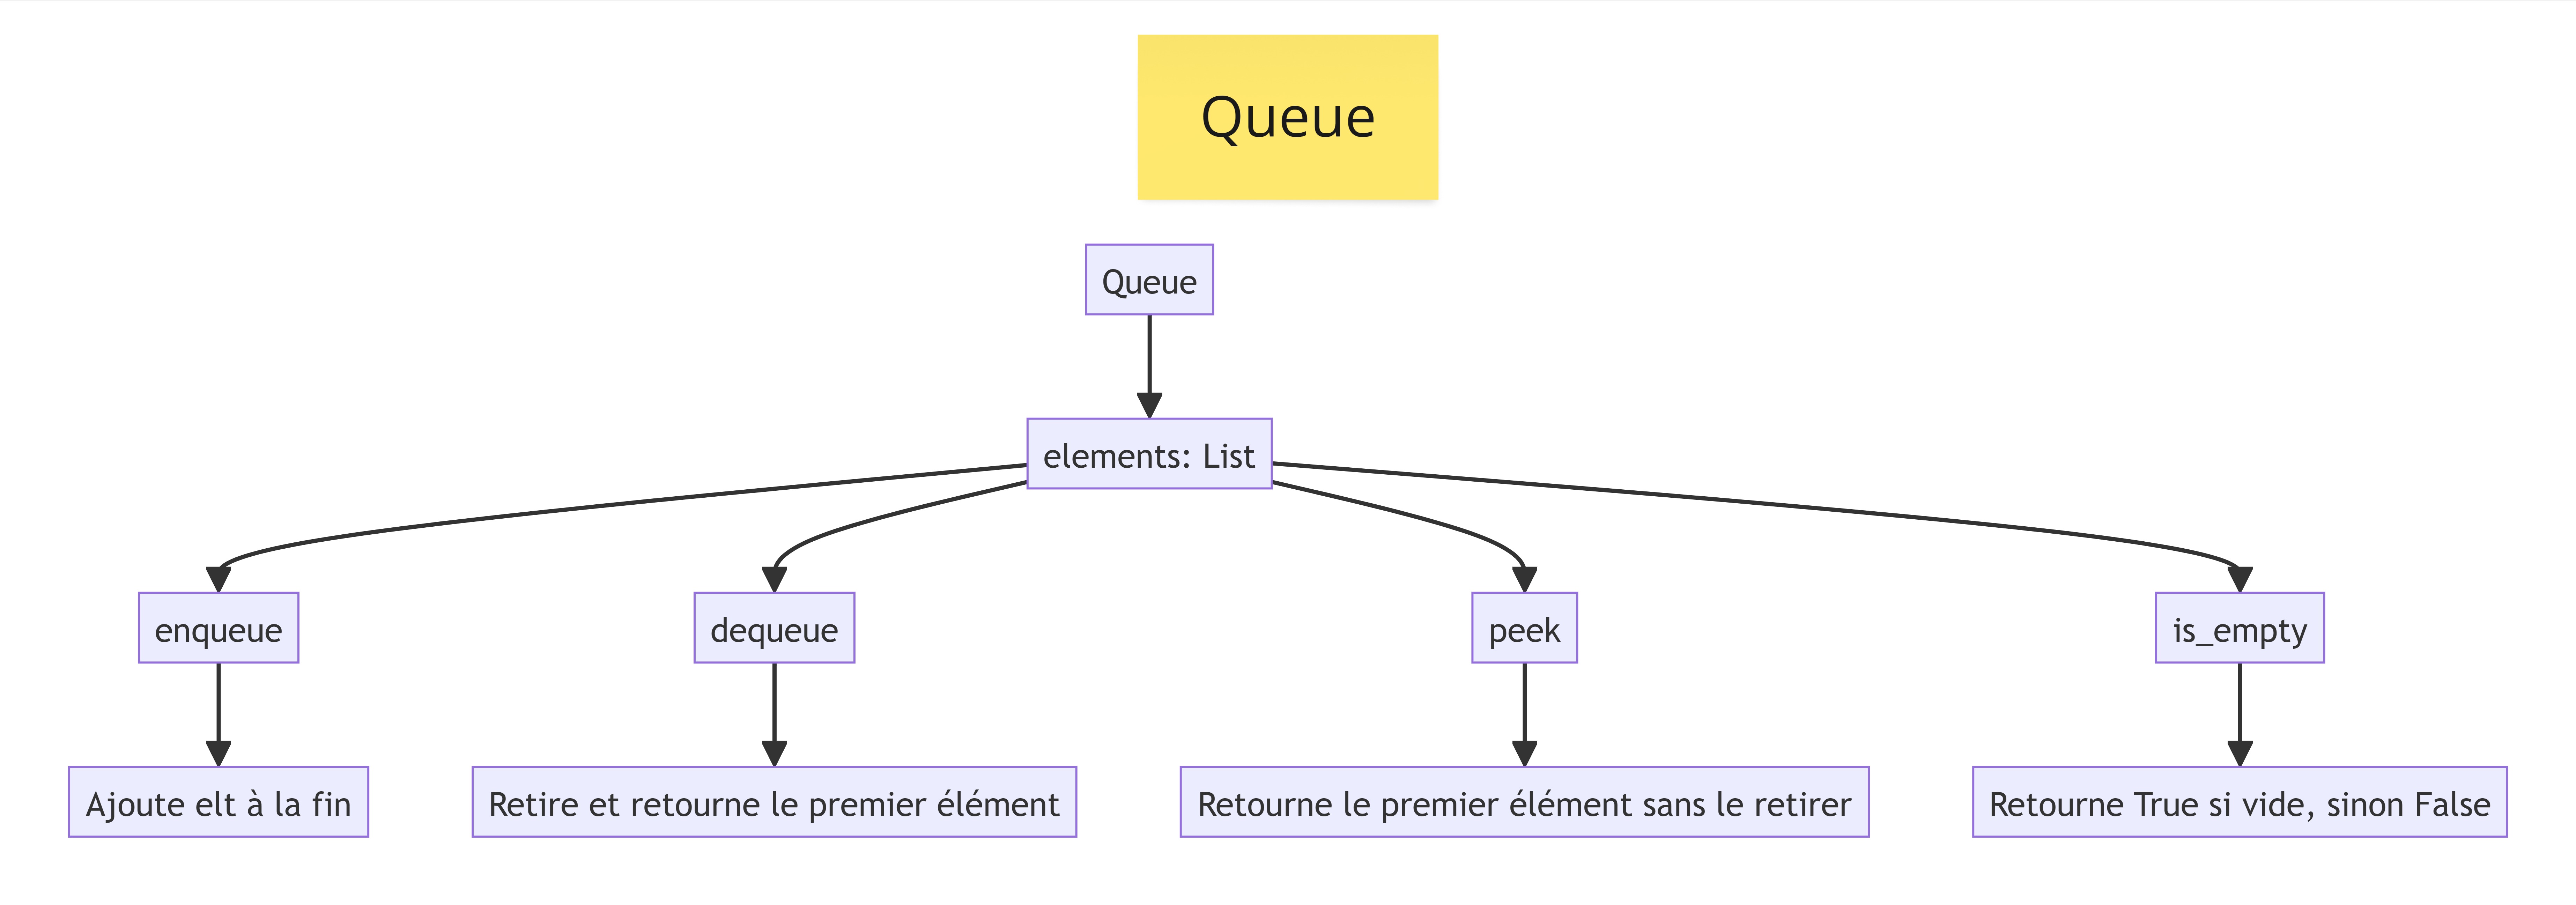 Queue
Queue
elements: List
enqueue
dequeue
peek
is_empty
Ajoute elt à la fin
Retire et retourne le premier élément
Retourne le premier élément sans le retirer
Retourne True si vide, sinon False